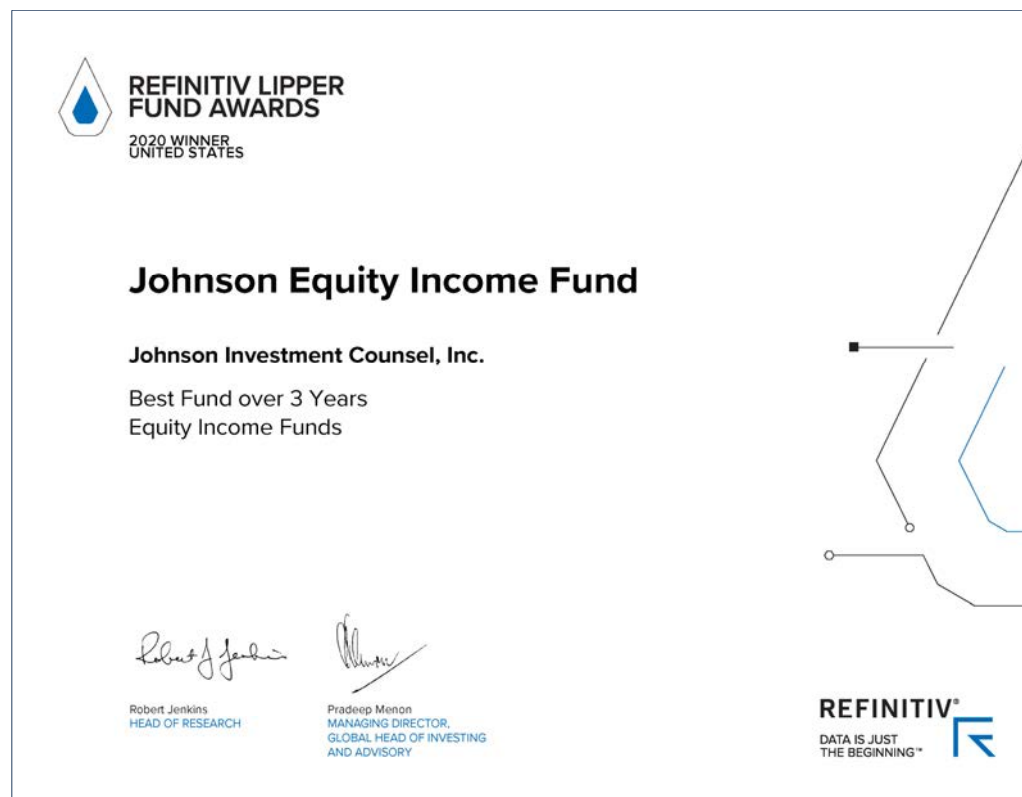 REFINITIV LIPPER
FUND AWARDS
2020 WINNER
UNITED STATES
Johnson Equity Income Fund
Johnson Investment Counsel, Inc.
Best Fund over 3 Years
Equity Income Funds
Robert J Jenkins
Robert Jenkins
HEAD OF RESEARCH
Pradeep Menon
MANAGING DIRECTOR,
GLOBAL HEAD OF INVESTING
AND ADVISORY
REFINITIV®
DATA IS JUST
THE BEGINNING™